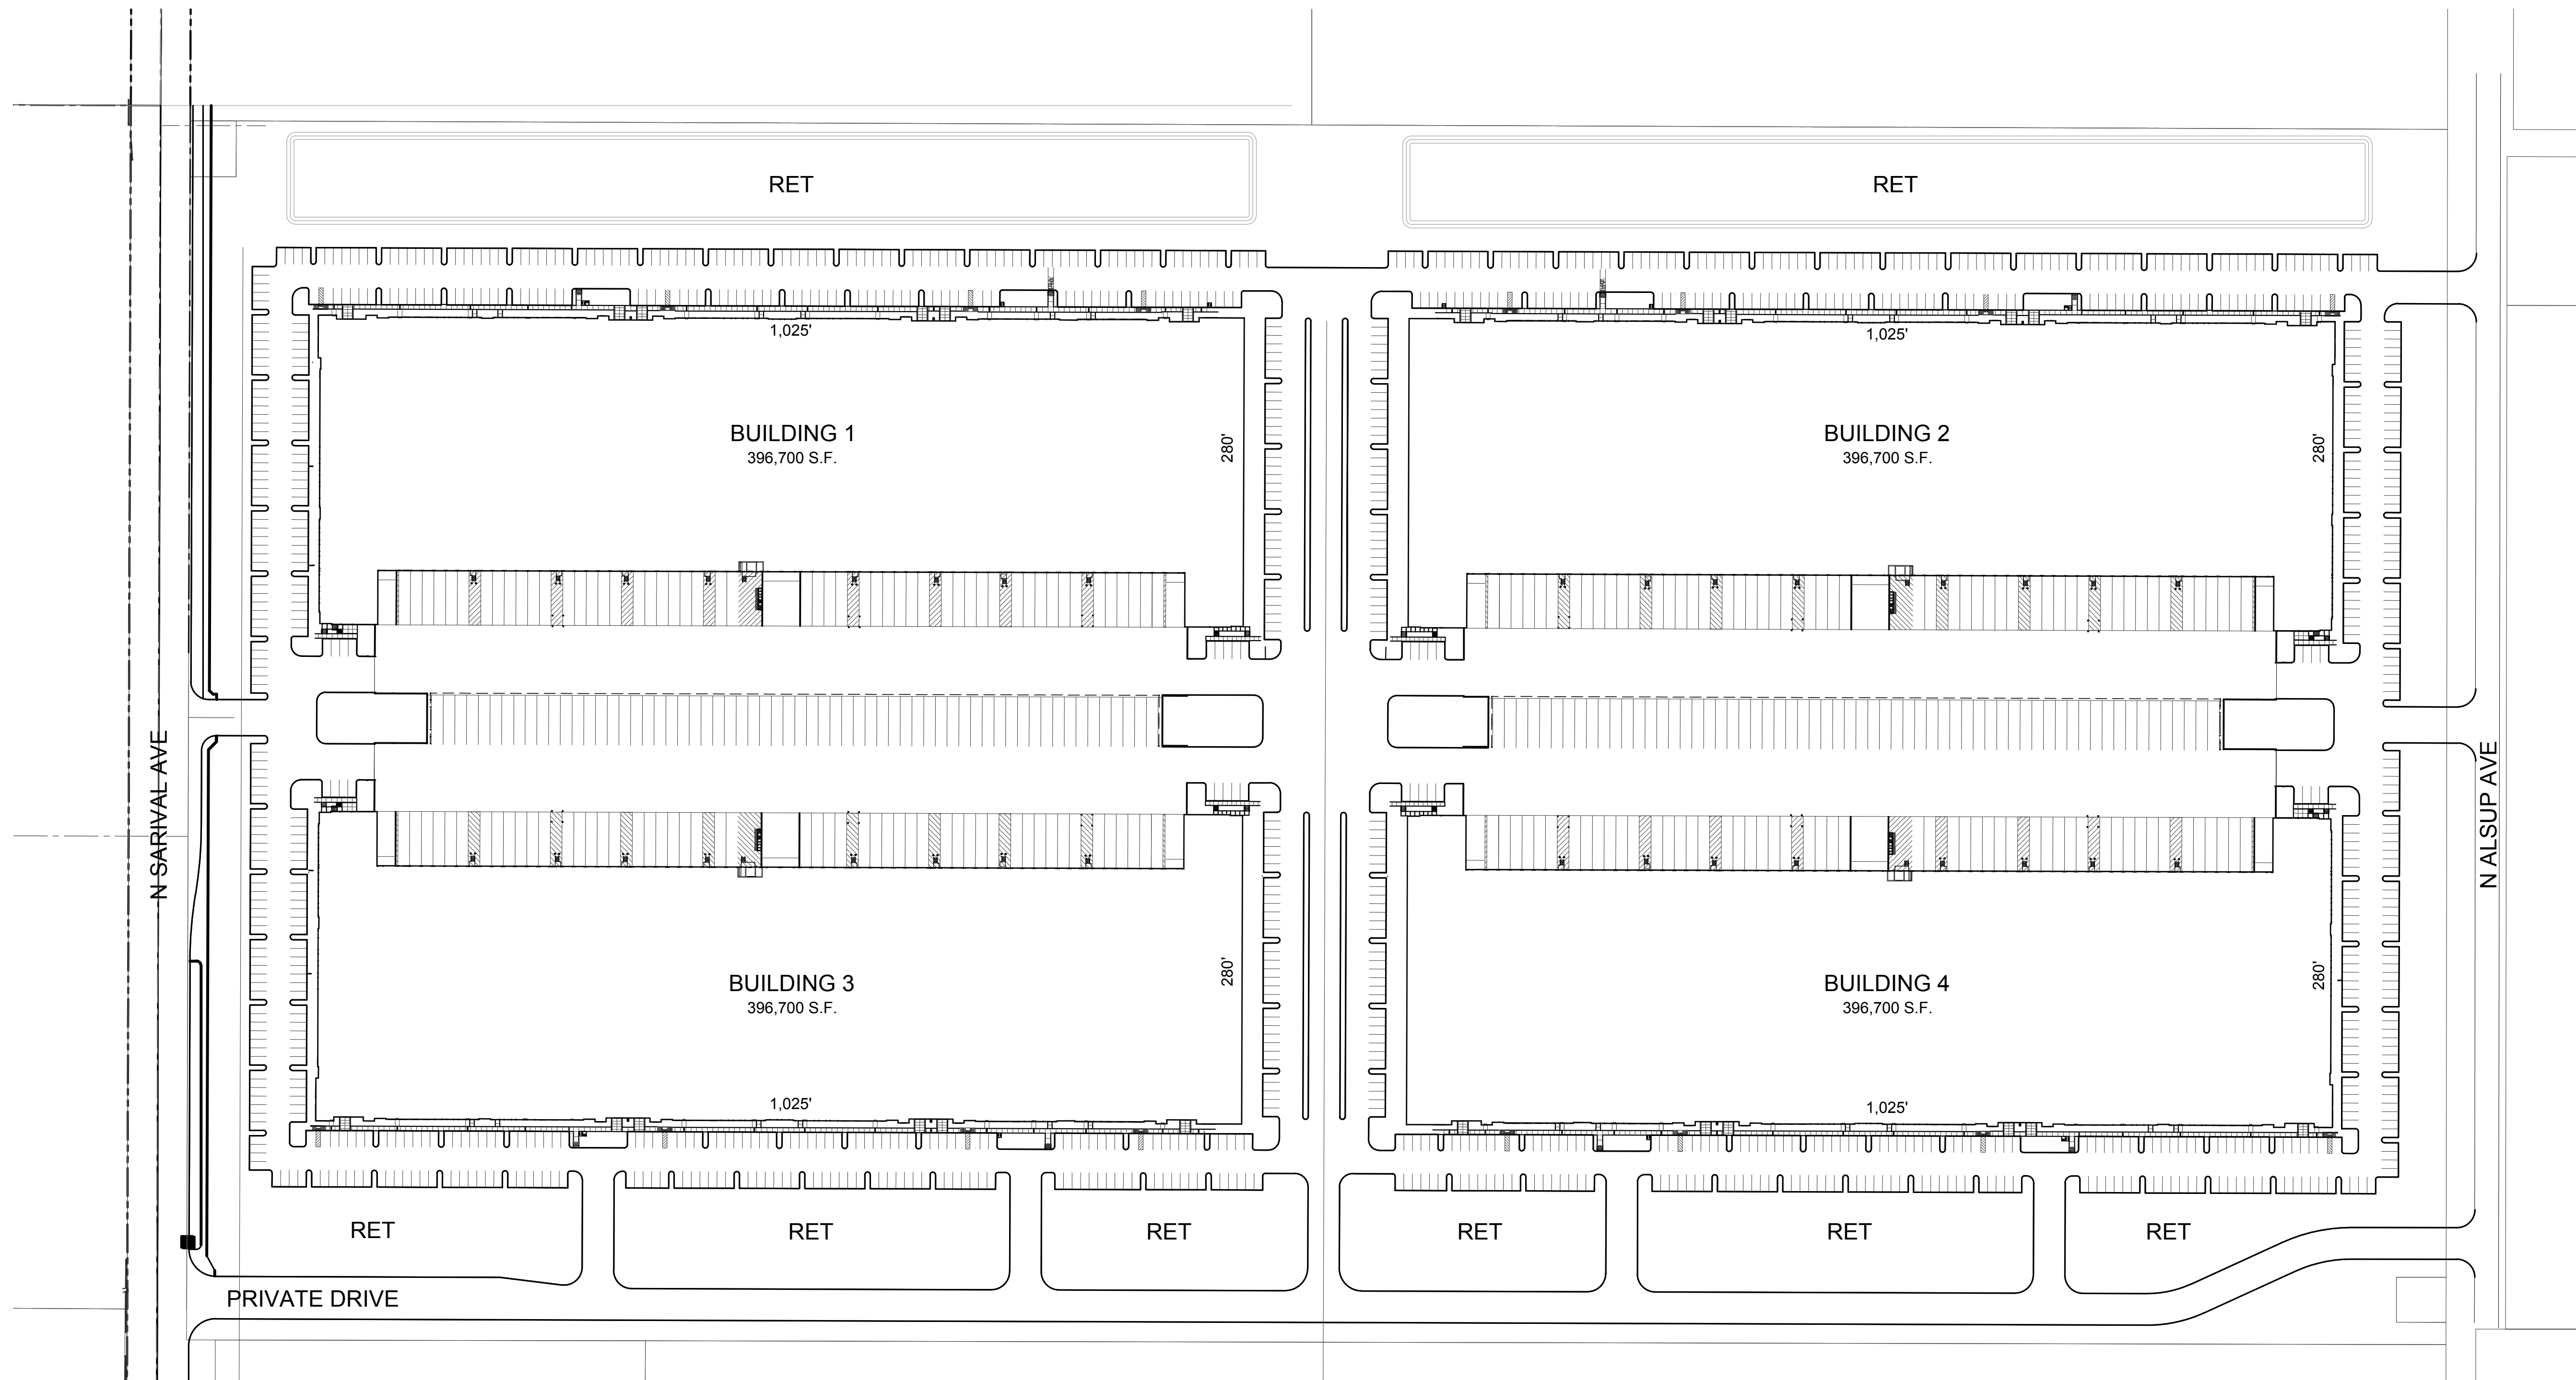 RET
RET
1,025'
1,025'
BUILDING 1
396,700 S.F.
280'
BUILDING 2
396,700 S.F.
280'
N SARIVAL AVE
N ALSUP AVE
BUILDING 3
396,700 S.F.
280'
BUILDING 4
396,700 S.F.
280'
1,025'
1,025'
RET
RET
RET
RET
RET
RET
PRIVATE DRIVE